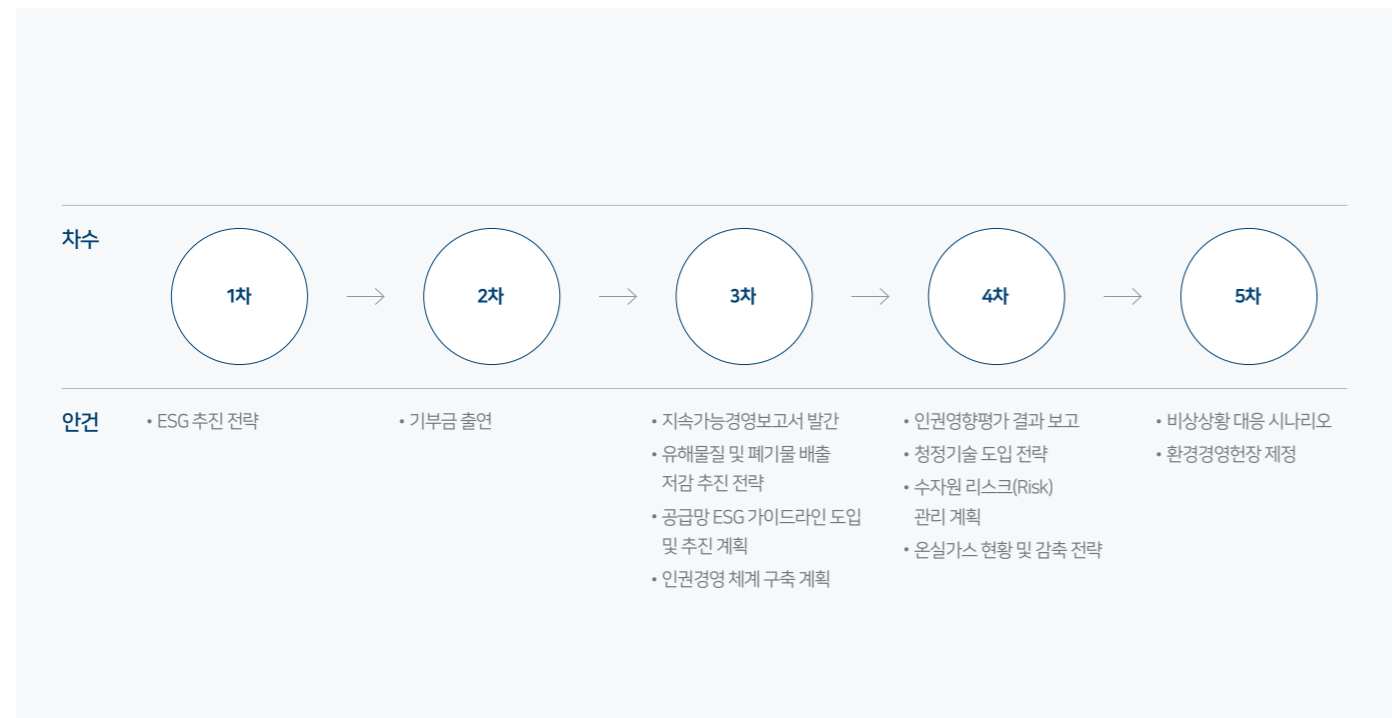 차수
1차
2차
3차
4차
5차
안건
• ESG 추진 전략
• 기부금 출연
• 지속가능경영보고서 발간
• 유해물질 및 폐기물 배출
저감 추진 전략
• 공급망 ESG 가이드라인 도입
및 추진 계획
• 인권경영 체계 구축 계획
• 인권영향평가 결과 보고
• 청정기술 도입 전략
• 수자원 리스크(Risk)
관리 계획
• 온실가스 현황 및 감축 전략
• 비상상황 대응 시나리오
• 환경경영헌장 제정